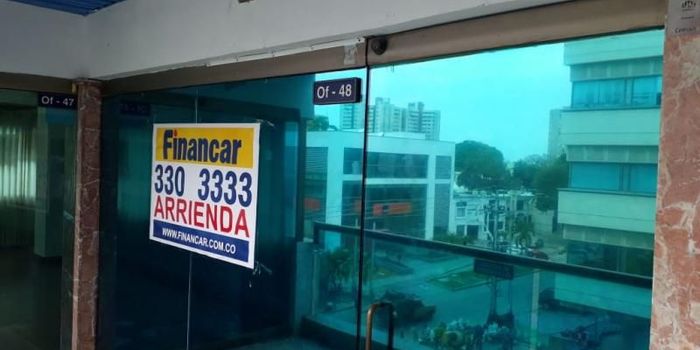 Of - 47
Of - 48
Financar
330 3333
ARRIENDA
WWW.FINANCAR.COM.CO